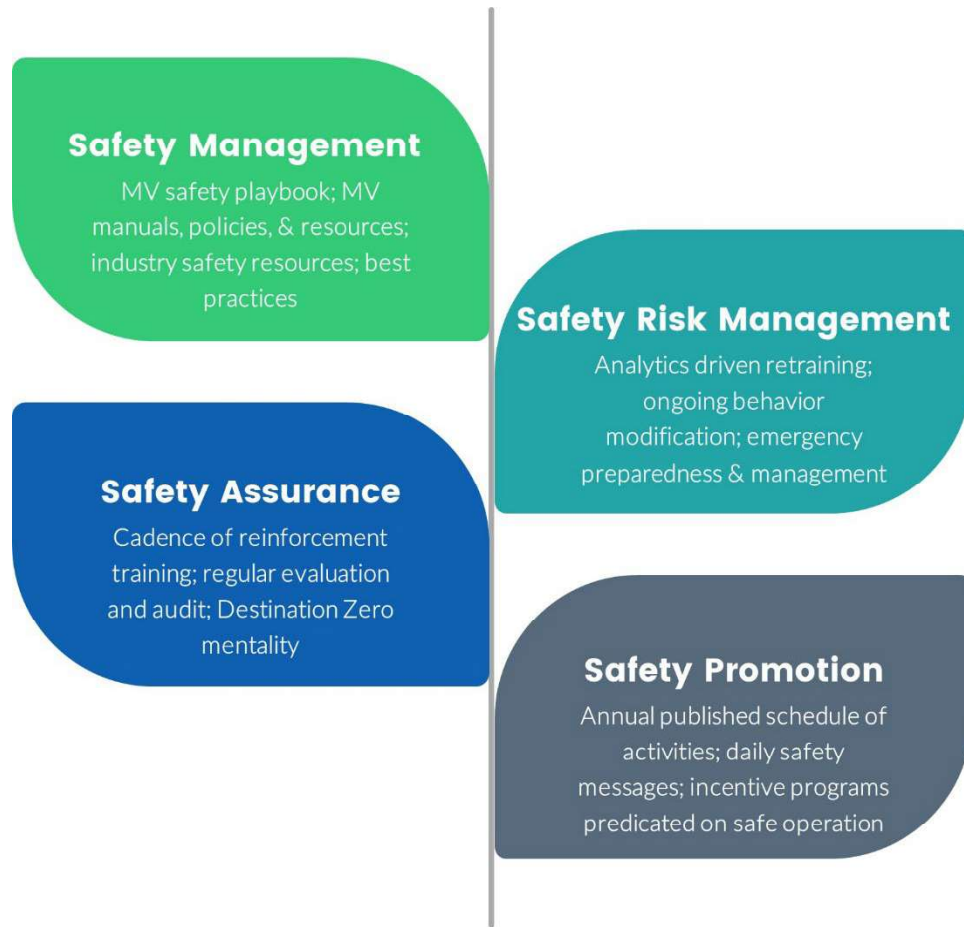 Safety Management
MV safety playbook; MV
manuals, policies, & resources;
industry safety resources; best
practices
Safety Risk Management
Analytics driven retraining;
ongoing behavior
modification; emergency
preparedness & management
Safety Assurance
Cadence of reinforcement
training; regular evaluation
and audit; Destination Zero
mentality
Safety Promotion
Annual published schedule of
activities; daily safety
messages; incentive programs
predicated on safe operation